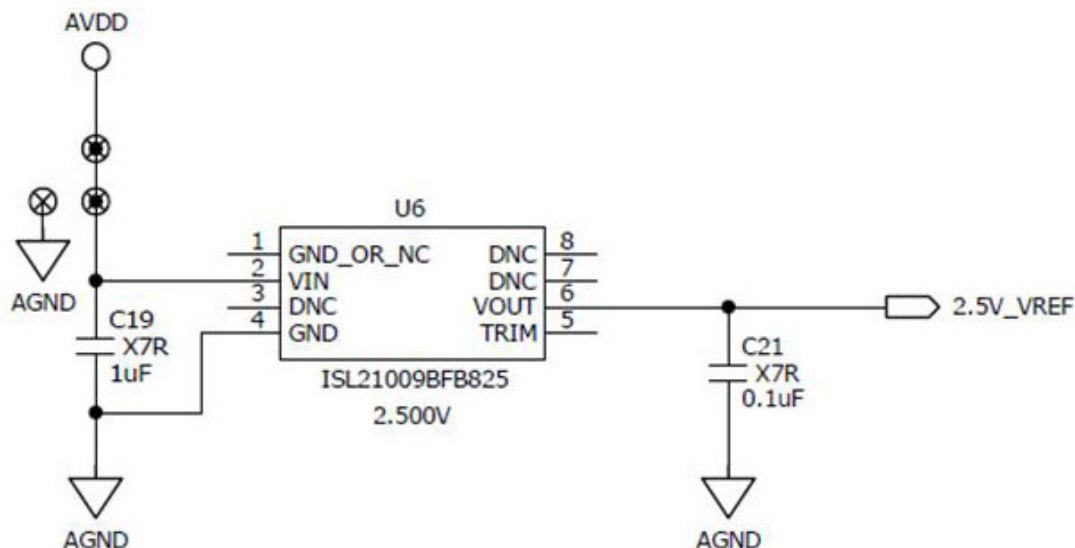 AVDD
AGND
C19
X7R
1uF
AGND
U6
1 GND_OR_NC DNC 8
2 VIN DNC 7
3 DNC VOUT 6
4 GND TRIM 5
ISL21009BFB825
2.500V
2.5V_VREF
C21
X7R
0.1uF
AGND